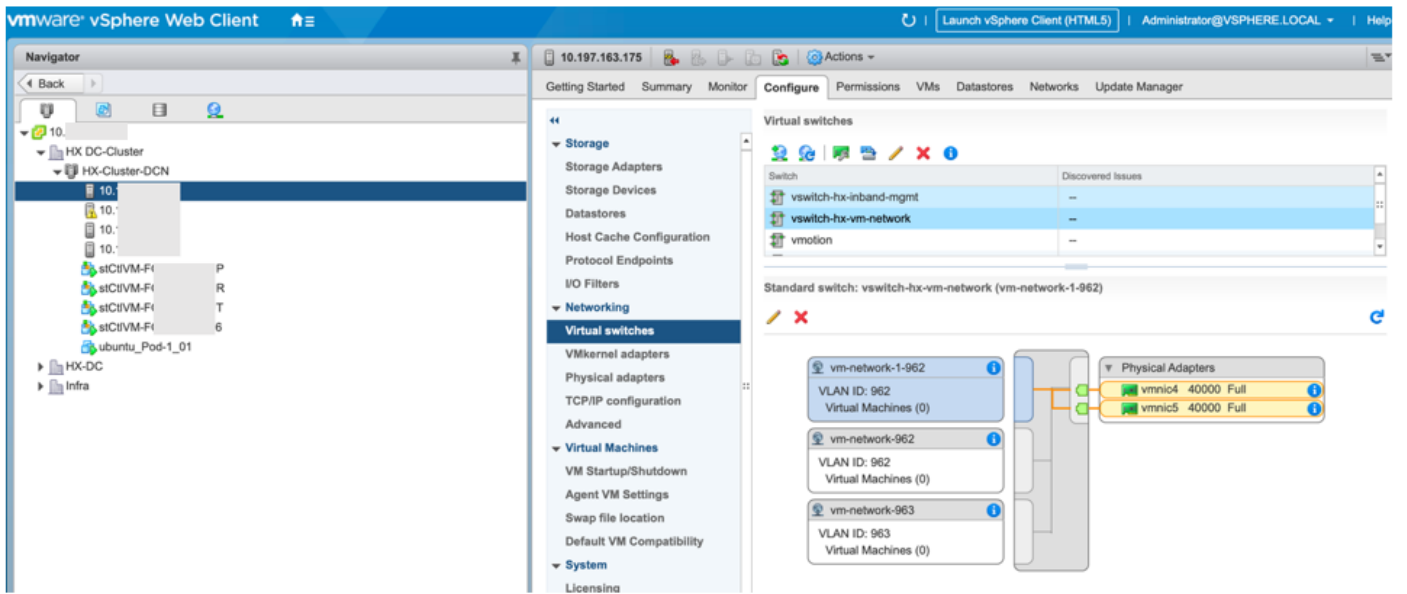 vmware® vSphere Web Client
Launch vSphere Client (HTML5) | Administrator@VSPHERE.LOCAL | Help
Navigator
Back
10.
HX DC-Cluster
HX-Cluster-DCN
10.
10.
10.
10.
stCtlVM-F P
stCtlVM-F R
stCtlVM-F T
stCtlVM-F 6
ubuntu_Pod-1_01
HX-DC
Infra
10.197.163.175
Actions
Getting Started Summary Monitor Configure Permissions VMs Datastores Networks Update Manager
Storage
Storage Adapters
Storage Devices
Datastores
Host Cache Configuration
Protocol Endpoints
I/O Filters
Networking
Virtual switches
VMkernel adapters
Physical adapters
TCP/IP configuration
Advanced
Virtual Machines
VM Startup/Shutdown
Agent VM Settings
Swap file location
Default VM Compatibility
System
Licensing
Virtual switches
Switch Discovered Issues
vswitch-hx-inband-mgmt --
vswitch-hx-vm-network --
vmotion --
Standard switch: vswitch-hx-vm-network (vm-network-1-962)
vm-network-1-962
VLAN ID: 962
Virtual Machines (0)
vm-network-962
VLAN ID: 962
Virtual Machines (0)
vm-network-963
VLAN ID: 963
Virtual Machines (0)
Physical Adapters
vmnic4 40000 Full
vmnic5 40000 Full